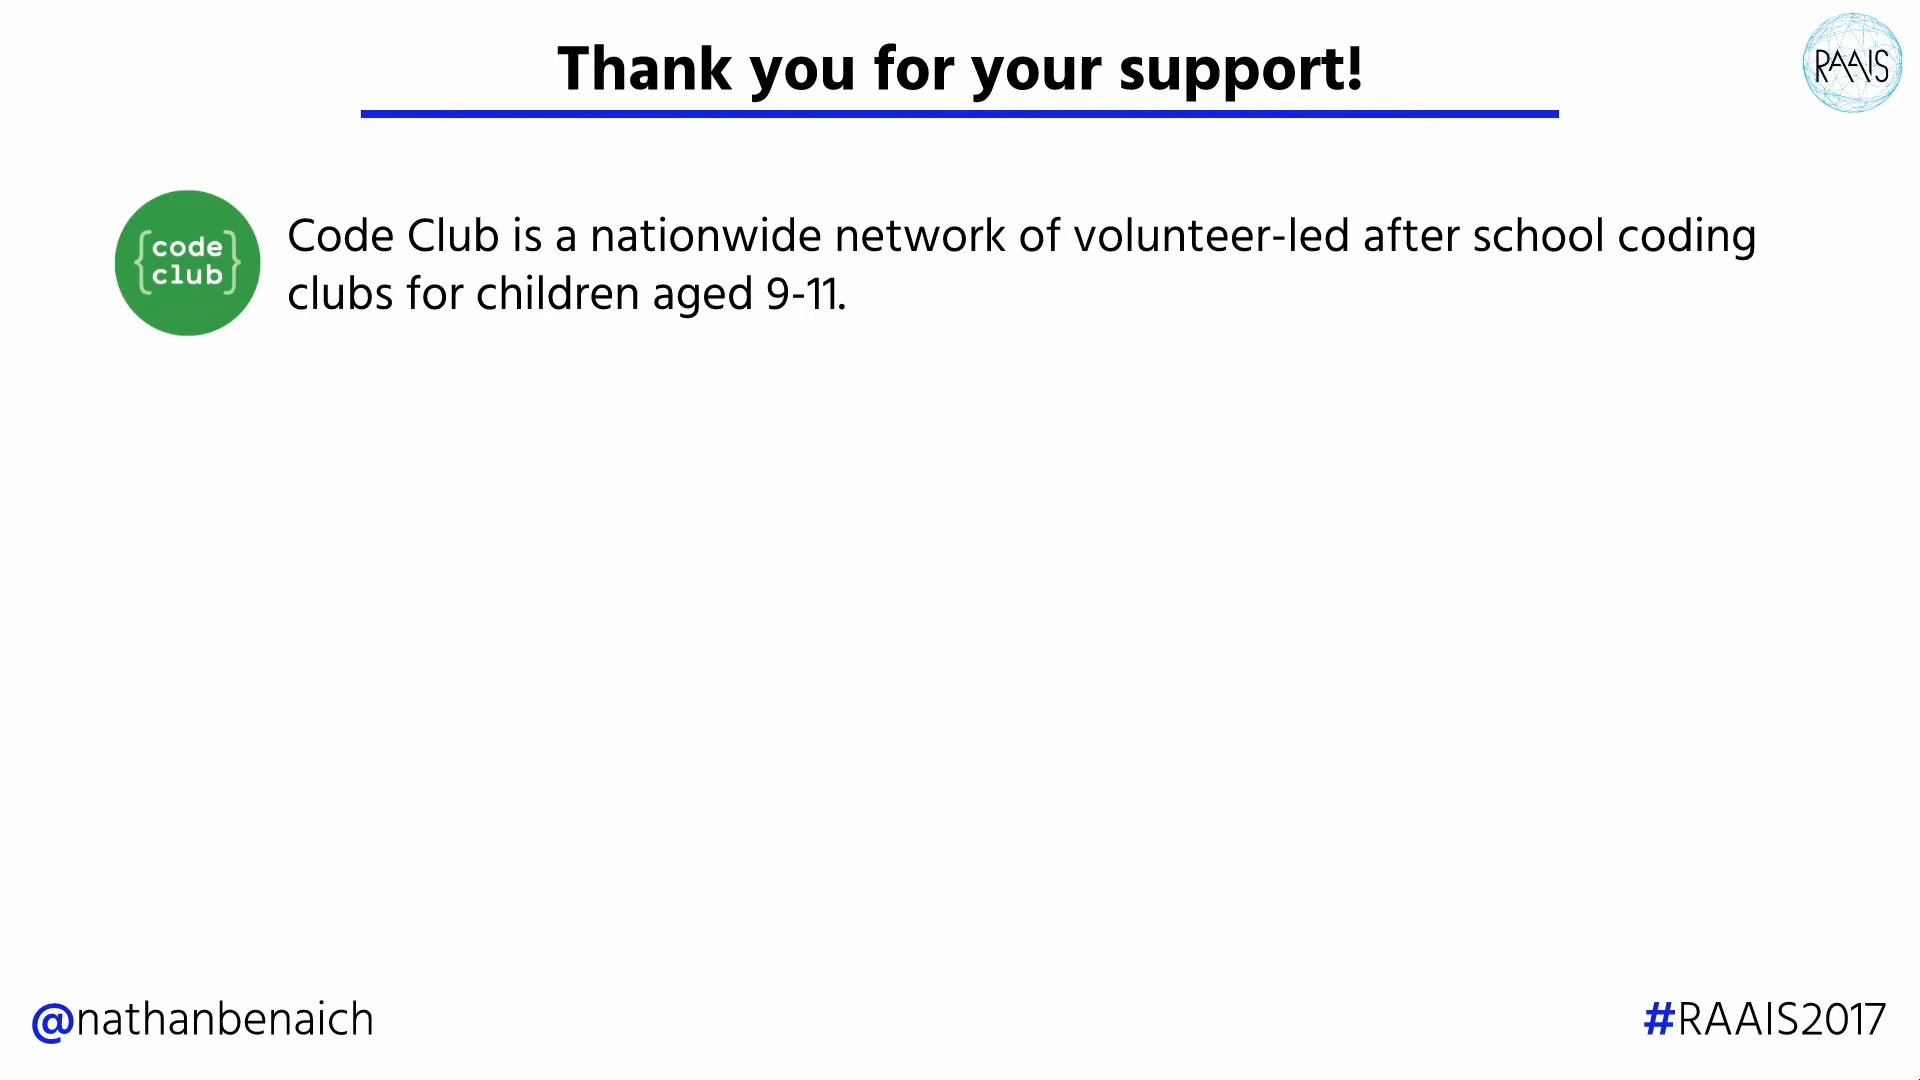 Thank you for your support!
RAAIS
{code
club}
Code Club is a nationwide network of volunteer-led after school coding
clubs for children aged 9-11.
@nathanbenaich
#RAAIS2017